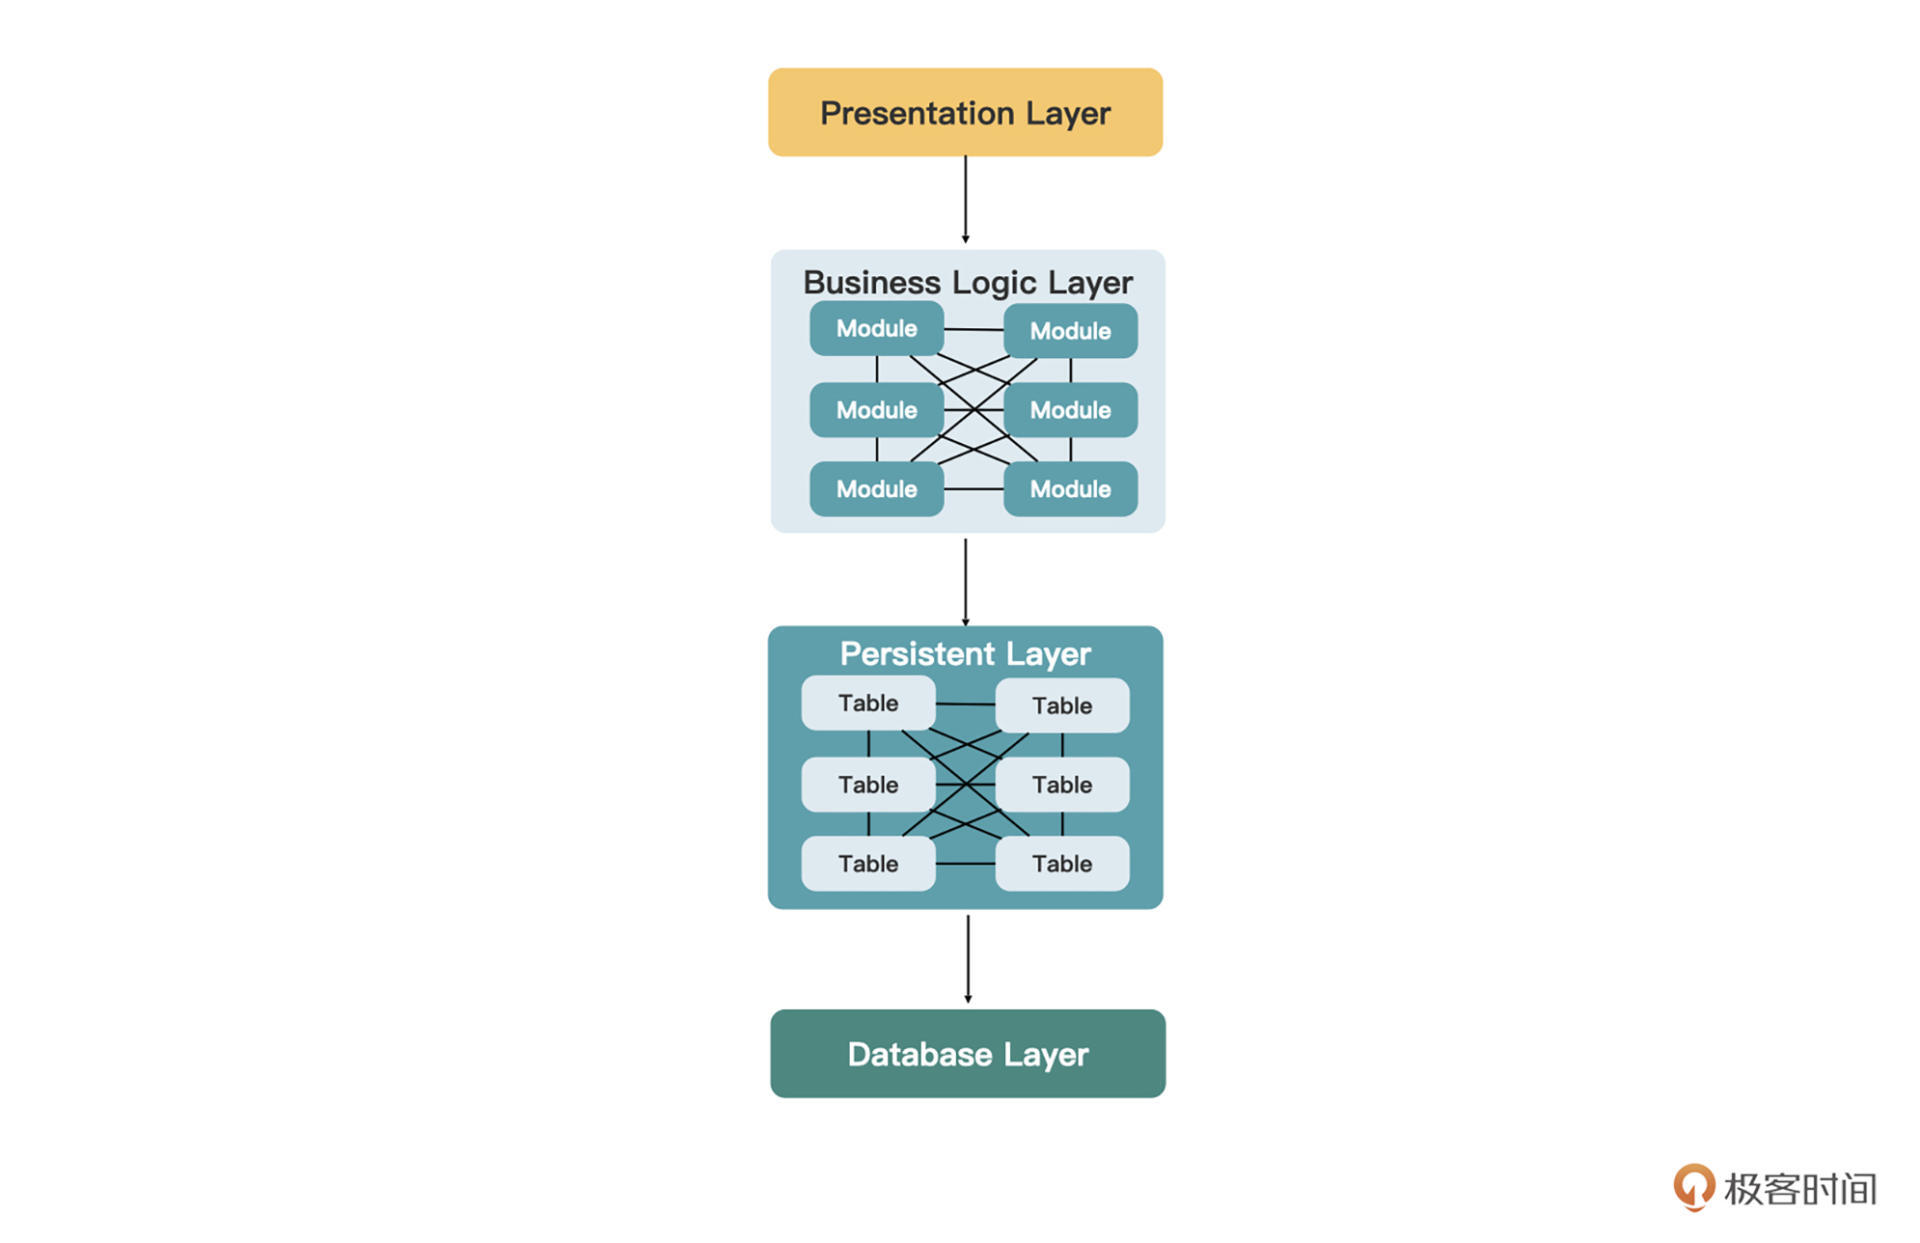 Presentation Layer
Business Logic Layer
Module Module
Module Module
Module Module
Persistent Layer
Table Table
Table Table
Table Table
Database Layer
极客时间